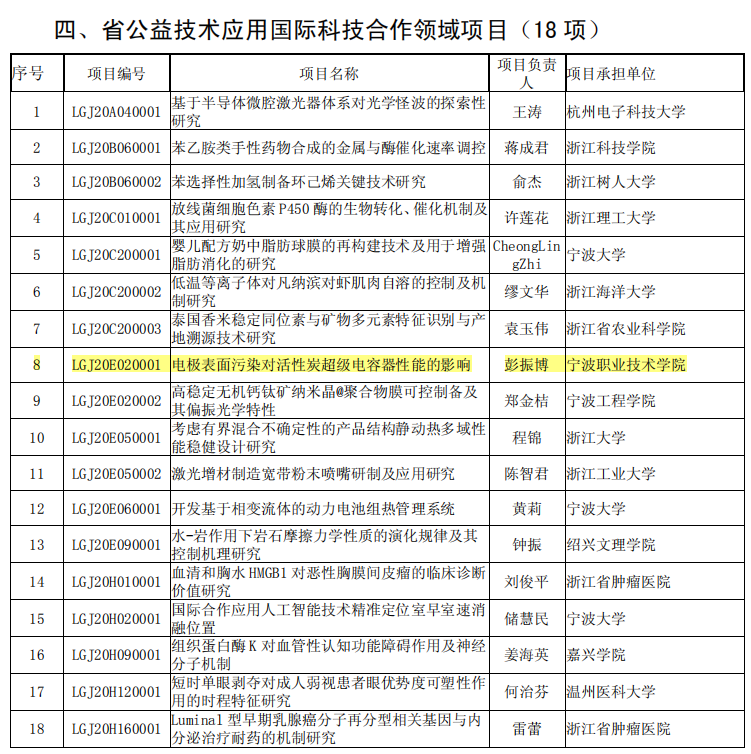 四、省公益技术应用国际科技合作领域项目（18 项）
序号 项目编号 项目名称 项目负责人 项目承担单位
1 LGJ20A040001 基于半导体微腔激光器体系对光学怪波的探索性研究 王涛 杭州电子科技大学
2 LGJ20B060001 苯乙胺类手性药物合成的金属与酶催化速率调控 蒋成君 浙江科技学院
3 LGJ20B060002 苯选择性加氢制备环己烯关键技术研究 俞杰 浙江树人大学
4 LGJ20C010001 放线菌细胞色素 P450 酶的生物转化、催化机制及其应用研究 许莲花 浙江理工大学
5 LGJ20C200001 婴儿配方奶中脂肪球膜的再构建技术及用于增强脂肪消化的研究 CheongLingZhi 宁波大学
6 LGJ20C200002 低温等离子体对凡纳滨对虾肌肉自溶的控制及机制研究 缪文华 浙江海洋大学
7 LGJ20C200003 泰国香米稳定同位素与矿物多元素特征识别与产地溯源技术研究 袁玉伟 浙江省农业科学院
8 LGJ20E020001 电极表面污染对活性炭超级电容器性能的影响 彭振博 宁波职业技术学院
9 LGJ20E020002 高稳定无机钙钛矿纳米晶@聚合物膜可控制备及其偏振光学特性 郑金桔 宁波工程学院
10 LGJ20E050001 考虑有界混合不确定性的产品结构静动热多域性能稳健设计研究 程锦 浙江大学
11 LGJ20E050002 激光增材制造宽带粉末喷嘴研制及应用研究 陈智君 浙江工业大学
12 LGJ20E060001 开发基于相变流体的动力电池组热管理系统 黄莉 宁波大学
13 LGJ20E090001 水-岩作用下岩石摩擦力学性质的演化规律及其控制机理研究 钟振 绍兴文理学院
14 LGJ20H010001 血清和胸水 HMGB1 对恶性胸膜间皮瘤的临床诊断价值研究 刘俊平 浙江省肿瘤医院
15 LGJ20H020001 国际合作应用人工智能技术精准定位室早室速消融位置 储慧民 宁波大学
16 LGJ20H090001 组织蛋白酶 K 对血管性认知功能障碍作用及神经分子机制 姜海英 嘉兴学院
17 LGJ20H120001 短时单眼剥夺对成人弱视患者眼优势度可塑性作用的时程特征研究 何治芬 温州医科大学
18 LGJ20H160001 Luminal 型早期乳腺癌分子再分型相关基因与内分泌治疗耐药的机制研究 雷蕾 浙江省肿瘤医院